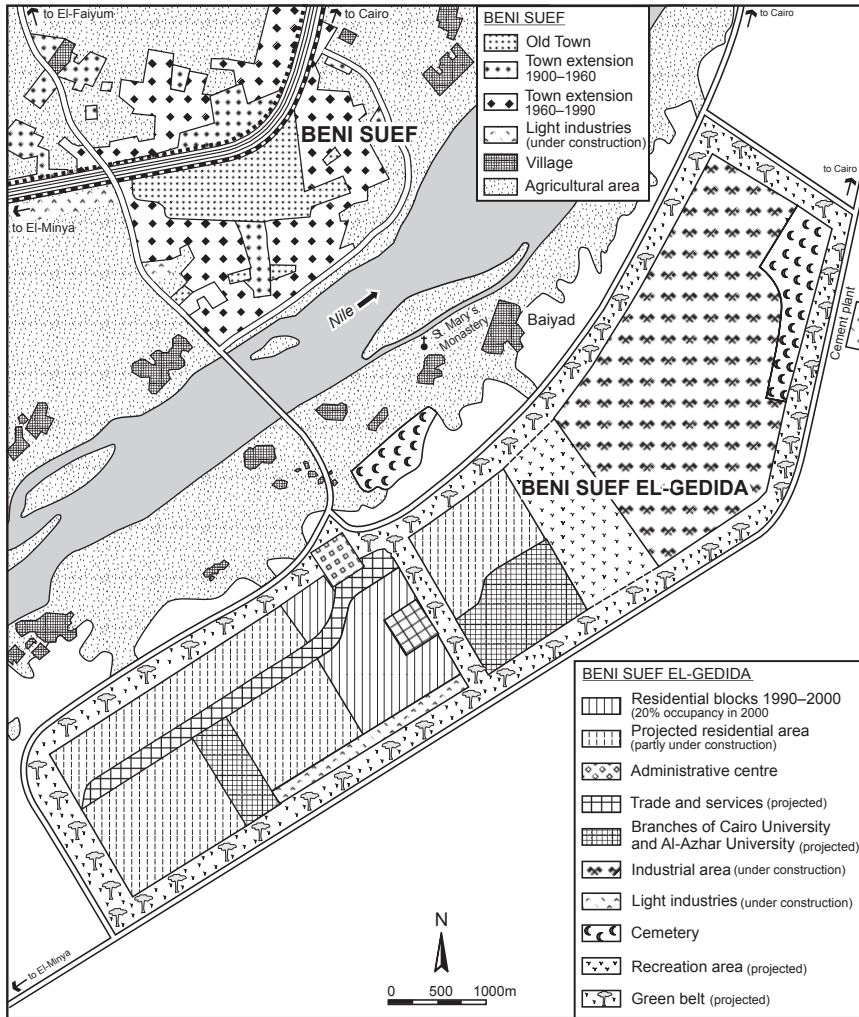 to El-Faiyum
to Cairo
to Cairo
BENI SUEF
Old Town
Town extension
1900–1960
Town extension
1960–1990
Light industries
(under construction)
Village
Agricultural area
BENI SUEF
to El-Minya
to Cairo
Nile
St. Mary's
Monastery
Baiyad
Cement plant
BENI SUEF EL-GEDIDA
BENI SUEF EL-GEDIDA
Residential blocks 1990–2000
(20% occupancy in 2000
Projected residential area
(partly under construction)
Administrative centre
Trade and services (projected)
Branches of Cairo University
and Al-Azhar University (projected)
Industrial area (under construction)
Light industries (under construction)
Cemetery
Recreation area (projected)
Green belt (projected)
to El-Minya
N
0 500 1000m